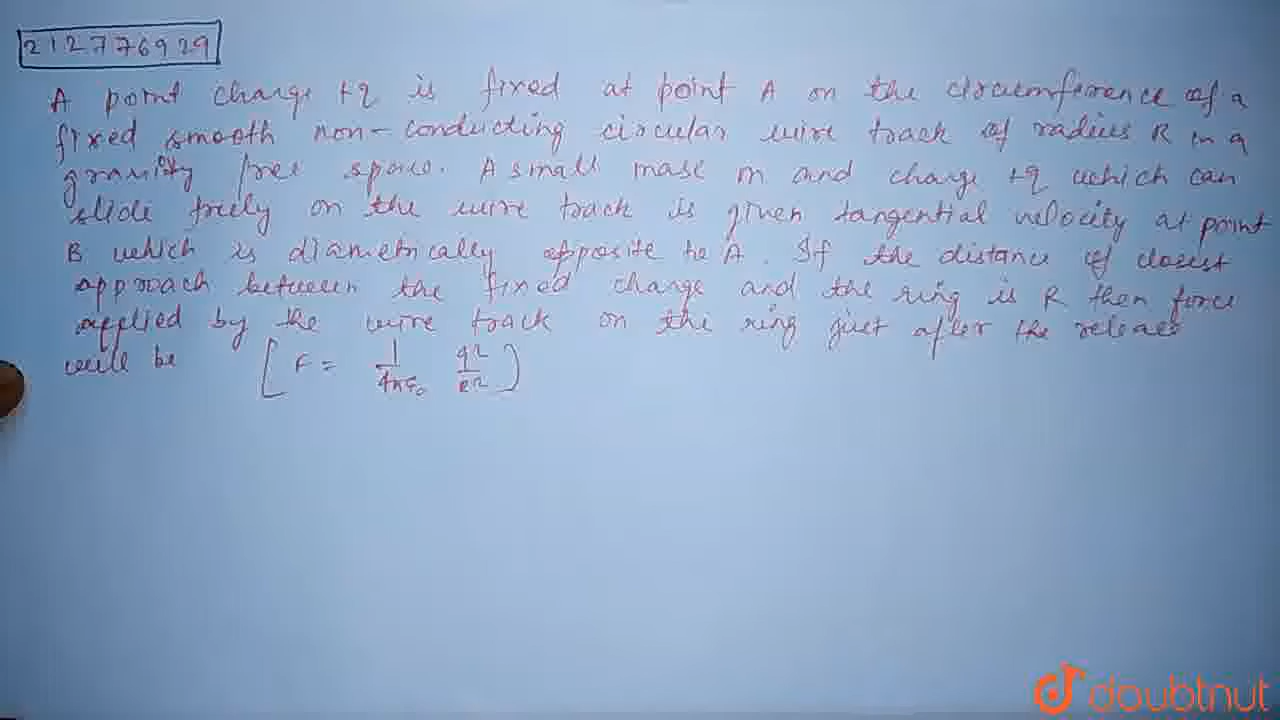 212776929
A point charge +q is fixed at point A on the circumference of a
fixed smooth non-conducting circular wire track of radius R in a
gravity free space. A small mass m and charge +q which can
slide freely on the wire track is given tangential velocity at point
B which is diametrically opposite to A. If the distance of closest
approach between the fixed charge and the ring is R then force
applied by the wire track on the ring just after the release
will be [F = 1/4πε₀ q²/R²]
doubtnut